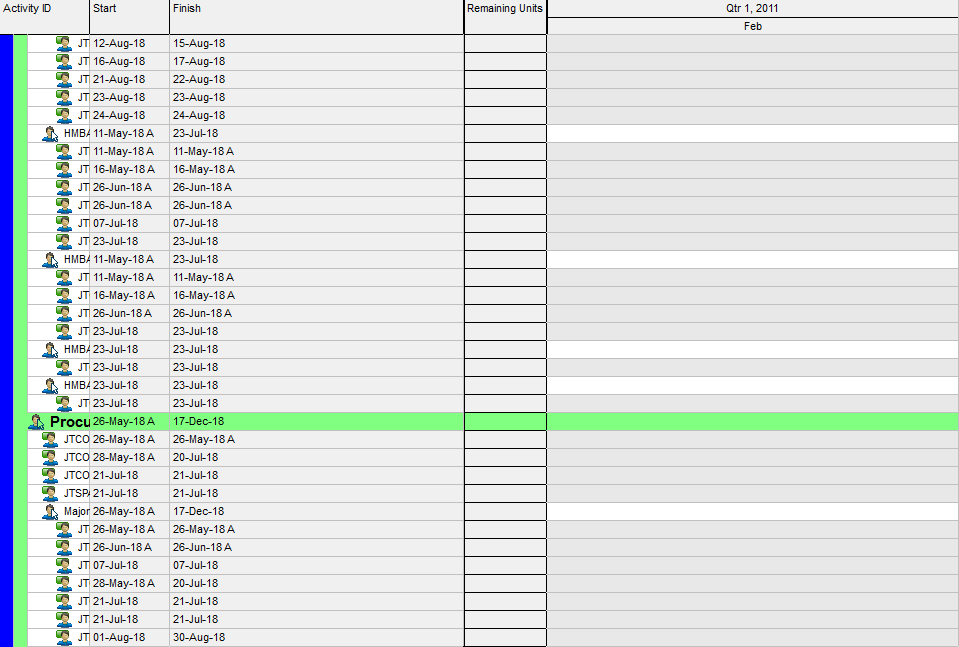 Activity ID Start Finish Remaining Units Qtr 1, 2011
Feb
JT 12-Aug-18 15-Aug-18
JT 16-Aug-18 17-Aug-18
JT 21-Aug-18 22-Aug-18
JT 23-Aug-18 23-Aug-18
JT 24-Aug-18 24-Aug-18
HMBA 11-May-18 A 23-Jul-18
JT 11-May-18 A 11-May-18 A
JT 16-May-18 A 16-May-18 A
JT 26-Jun-18 A 26-Jun-18 A
JT 26-Jun-18 A 26-Jun-18 A
JT 07-Jul-18 07-Jul-18
JT 23-Jul-18 23-Jul-18
HMBA 11-May-18 A 23-Jul-18
JT 11-May-18 A 11-May-18 A
JT 16-May-18 A 16-May-18 A
JT 26-Jun-18 A 26-Jun-18 A
JT 23-Jul-18 23-Jul-18
HMBA 23-Jul-18 23-Jul-18
JT 23-Jul-18 23-Jul-18
HMBA 23-Jul-18 23-Jul-18
JT 23-Jul-18 23-Jul-18
Procu 26-May-18 A 17-Dec-18
JTCO 26-May-18 A 26-May-18 A
JTCO 28-May-18 A 20-Jul-18
JTCO 21-Jul-18 21-Jul-18
JTSPA 21-Jul-18 21-Jul-18
Major 26-May-18 A 17-Dec-18
JT 26-May-18 A 26-May-18 A
JT 26-Jun-18 A 26-Jun-18 A
JT 07-Jul-18 07-Jul-18
JT 28-May-18 A 20-Jul-18
JT 21-Jul-18 21-Jul-18
JT 21-Jul-18 21-Jul-18
JT 01-Aug-18 30-Aug-18